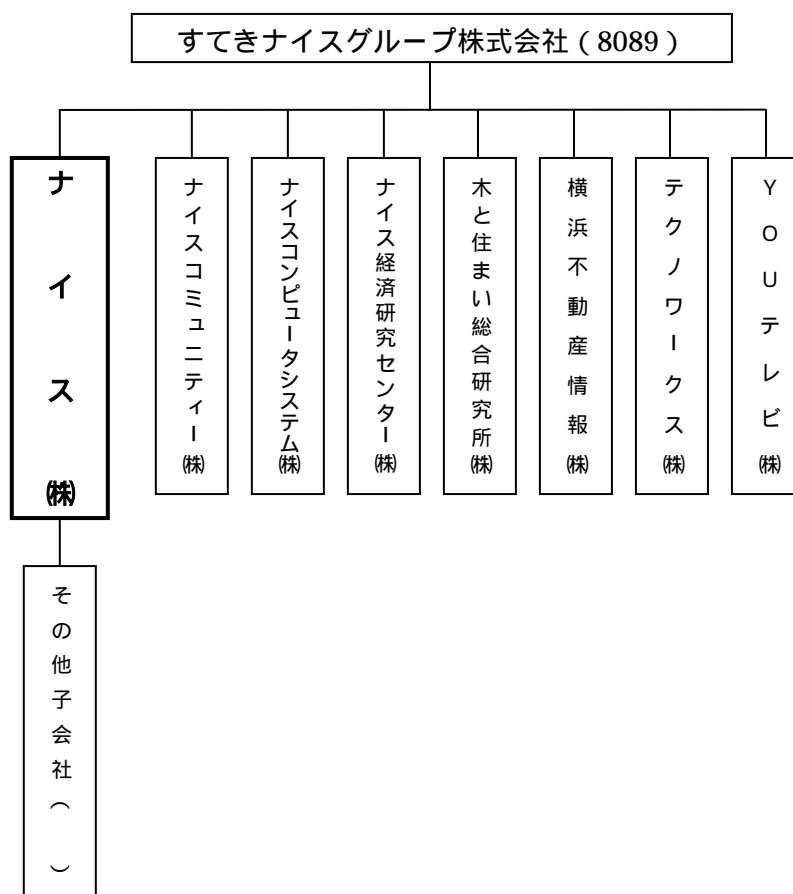 すてきナイスグループ株式会社（8089）
ナイス㈱
ナイスコミュニティー㈱
ナイスコンピュータシステム㈱
ナイス経済研究センター㈱
木と住まい総合研究所㈱
横浜不動産情報㈱
テクノワークス㈱
ＹＯＵテレビ㈱
その他子会社（　）